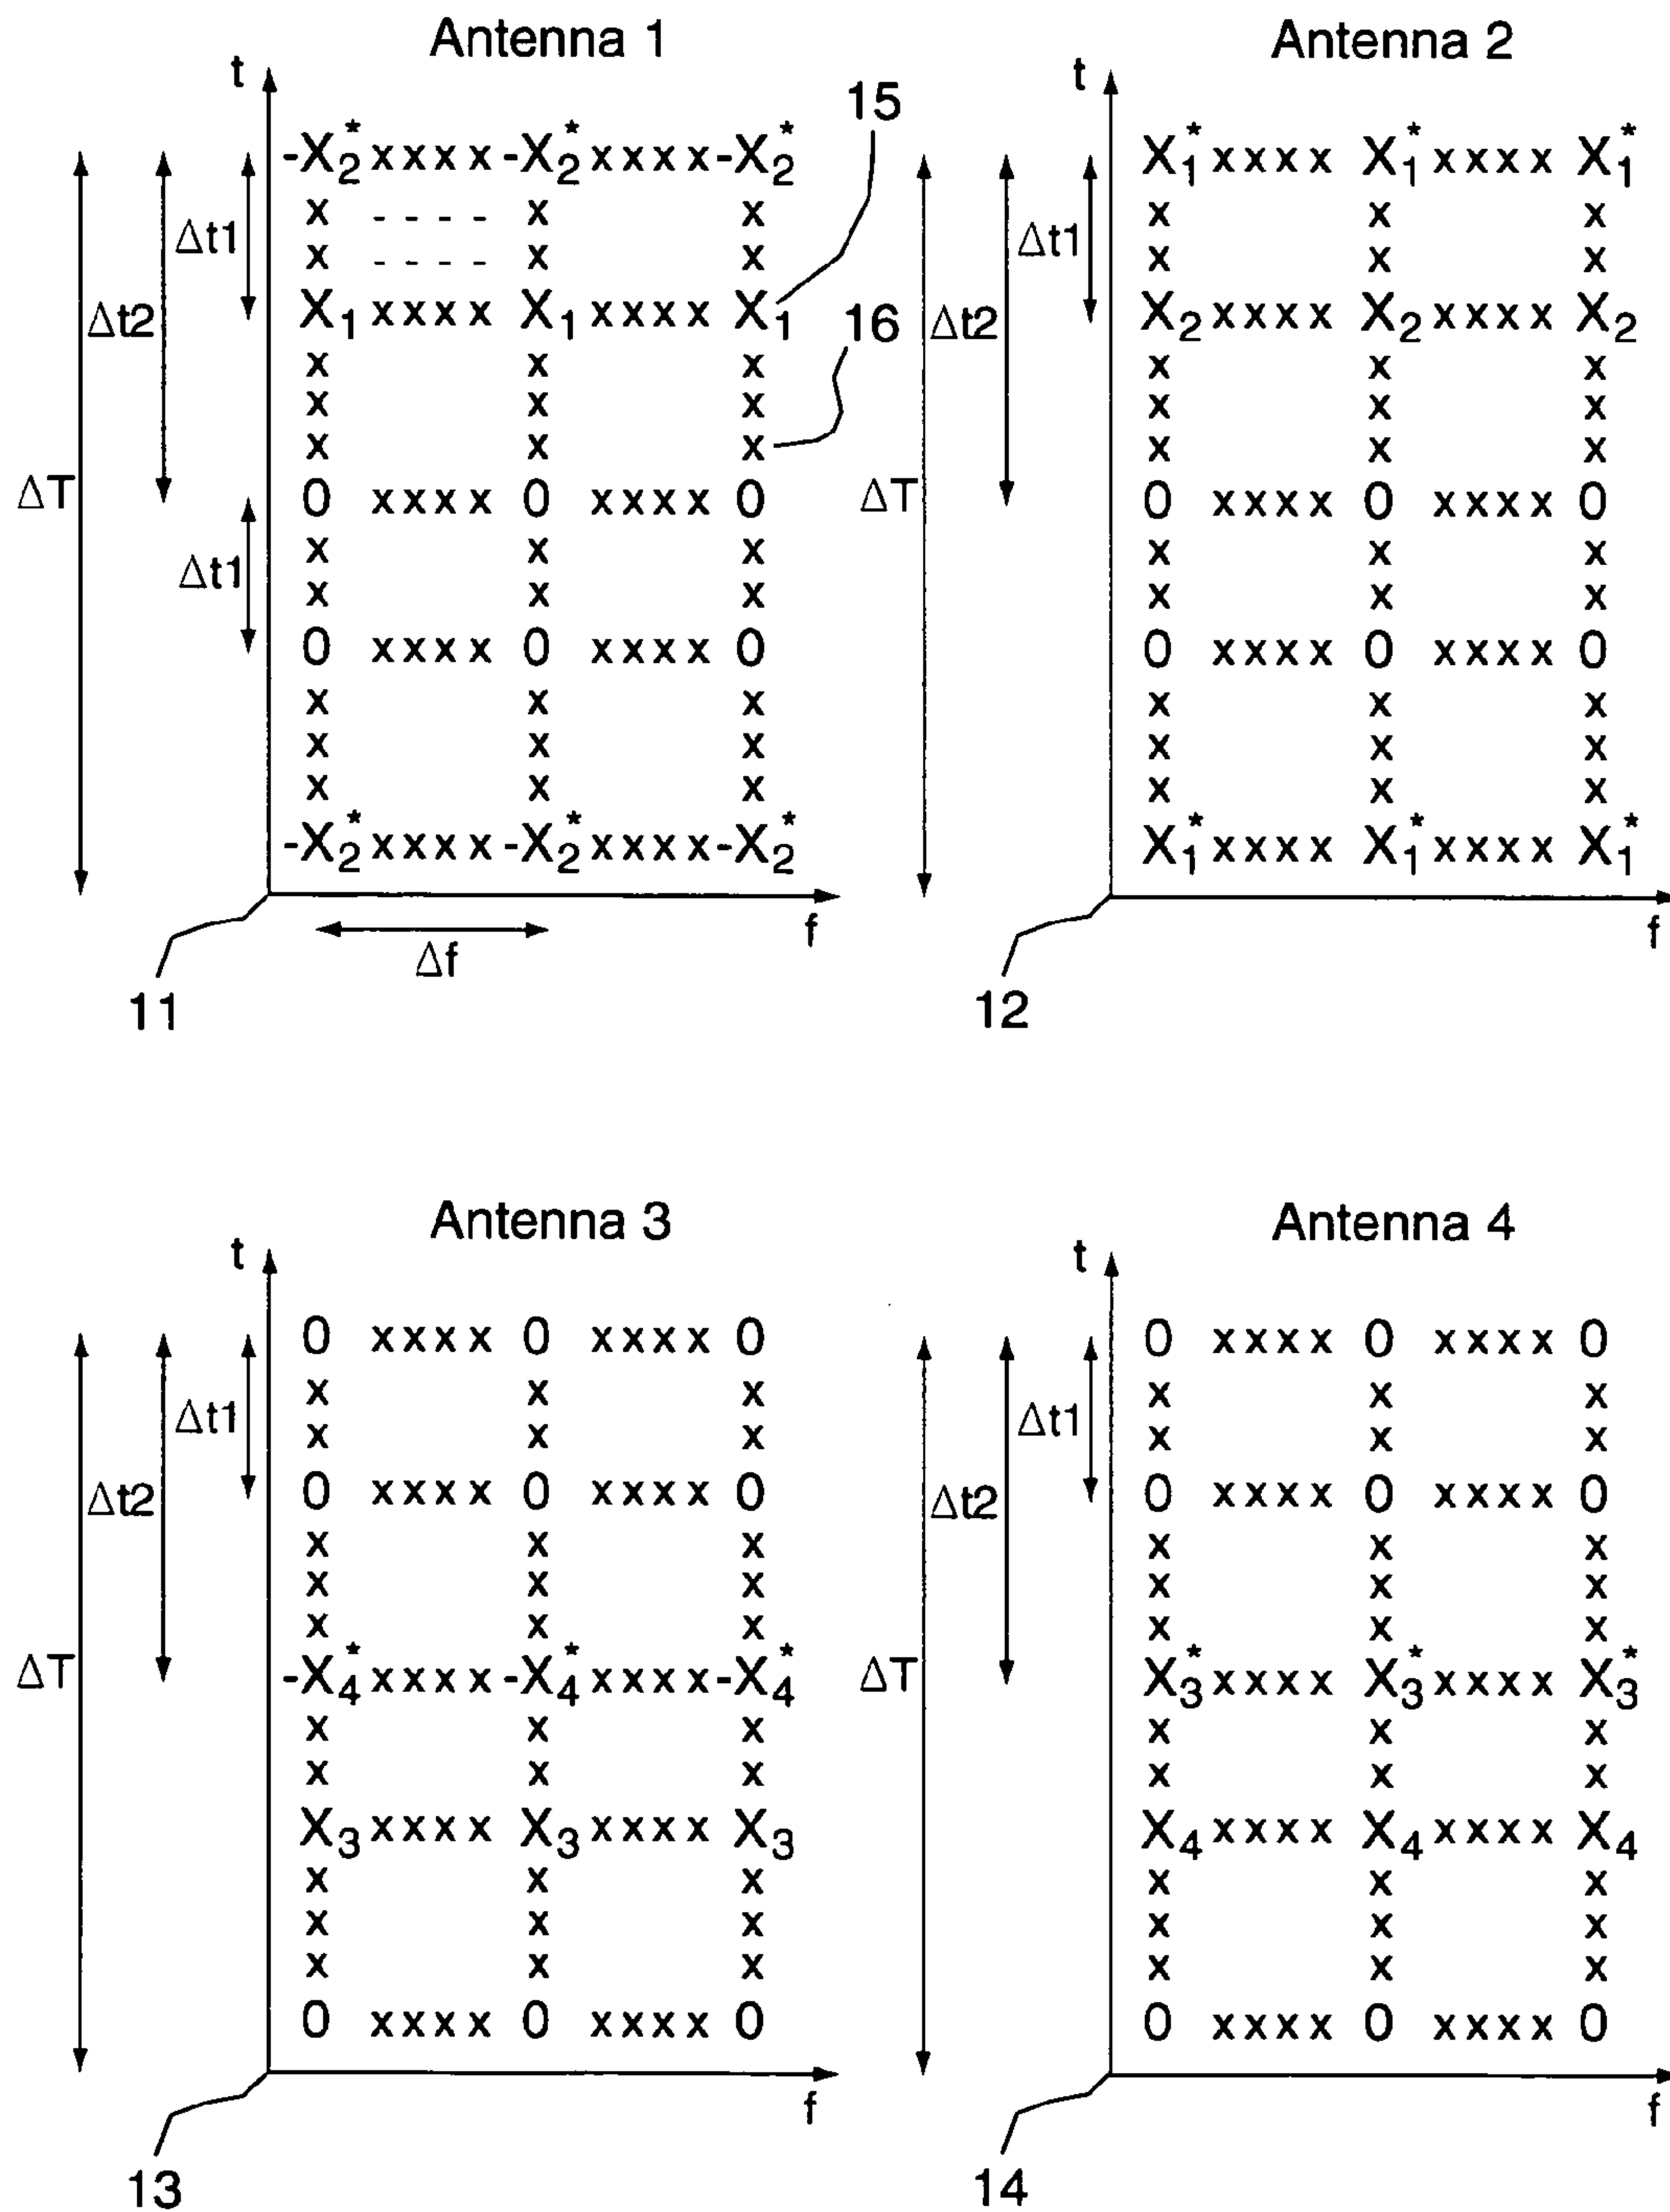 Antenna 1
t
15
-X₂* x x x x -X₂* x x x x -X₂*
x - - - - x x
Δt1
x - - - - x x
X₁ x x x x X₁ x x x x X₁
Δt2
16
x x x
x x x
x x x
ΔT
0 x x x x 0 x x x x 0
x x x
Δt1
x x x
0 x x x x 0 x x x x 0
x x x
x x x
x x x
-X₂* x x x x -X₂* x x x x -X₂*
f
Δf
11
Antenna 2
t
X₁* x x x x X₁* x x x x X₁*
x x x
Δt1
x x x
X₂ x x x x X₂ x x x x X₂
Δt2
x x x
x x x
x x x
ΔT
0 x x x x 0 x x x x 0
x x x
x x x
0 x x x x 0 x x x x 0
x x x
x x x
x x x
X₁* x x x x X₁* x x x x X₁*
f
12
Antenna 3
t
0 x x x x 0 x x x x 0
x x x
Δt1
x x x
0 x x x x 0 x x x x 0
Δt2
x x x
x x x
x x x
ΔT
-X₄* x x x x -X₄* x x x x -X₄*
x x x
x x x
X₃ x x x x X₃ x x x x X₃
x x x
x x x
x x x
0 x x x x 0 x x x x 0
f
13
Antenna 4
t
0 x x x x 0 x x x x 0
x x x
Δt1
x x x
0 x x x x 0 x x x x 0
Δt2
x x x
x x x
x x x
ΔT
X₃* x x x x X₃* x x x x X₃*
x x x
x x x
X₄ x x x x X₄ x x x x X₄
x x x
x x x
x x x
0 x x x x 0 x x x x 0
f
14